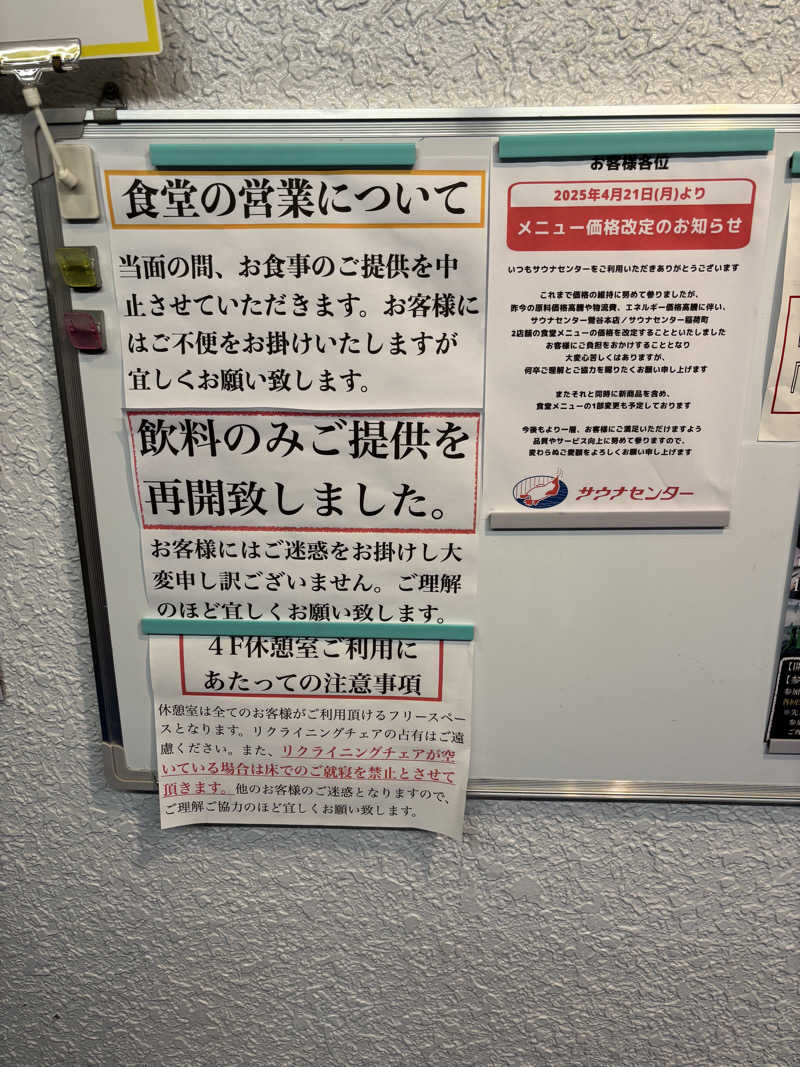 食堂の営業について
当面の間、お食事のご提供を中
止させていただきます。お客様に
はご不便をお掛けいたしますが
宜しくお願い致します。
飲料のみご提供を
再開致しました。
お客様にはご迷惑をお掛けし大
変申し訳ございません。ご理解
のほど宜しくお願い致します。
4F休憩室ご利用に
あたっての注意事項
休憩室は全てのお客様がご利用頂けるフリースペー
スとなります。リクライニングチェアの占有はご遠
慮ください。また、リクライニングチェアが空
いている場合は床でのご就寝を禁止とさせて
頂きます。他のお客様のご迷惑となりますので、
ご理解ご協力のほど宜しくお願い致します。
お客様各位
2025年4月21日(月)より
メニュー価格改定のお知らせ
いつもサウナセンターをご利用いただきありがとうございます
これまで価格の維持に努めて参りましたが、
昨今の原料価格高騰や物流費、エネルギー価格高騰に伴い、
サウナセンター鶯谷本店/サウナセンター稲荷町
2店舗の食堂メニューの価格を改定することといたしました
お客様にご負担をおかけすることとなり
大変心苦しくはありますが、
何卒ご理解とご協力を賜りたくお願い申し上げます
またそれと同時に新商品を含め、
食堂メニューの1部変更も予定しております
今後もより一層、お客様にご満足いただけますよう
品質やサービス向上に努めて参りますので、
変わらぬご愛顧をよろしくお願い申し上げます
サウナセンター